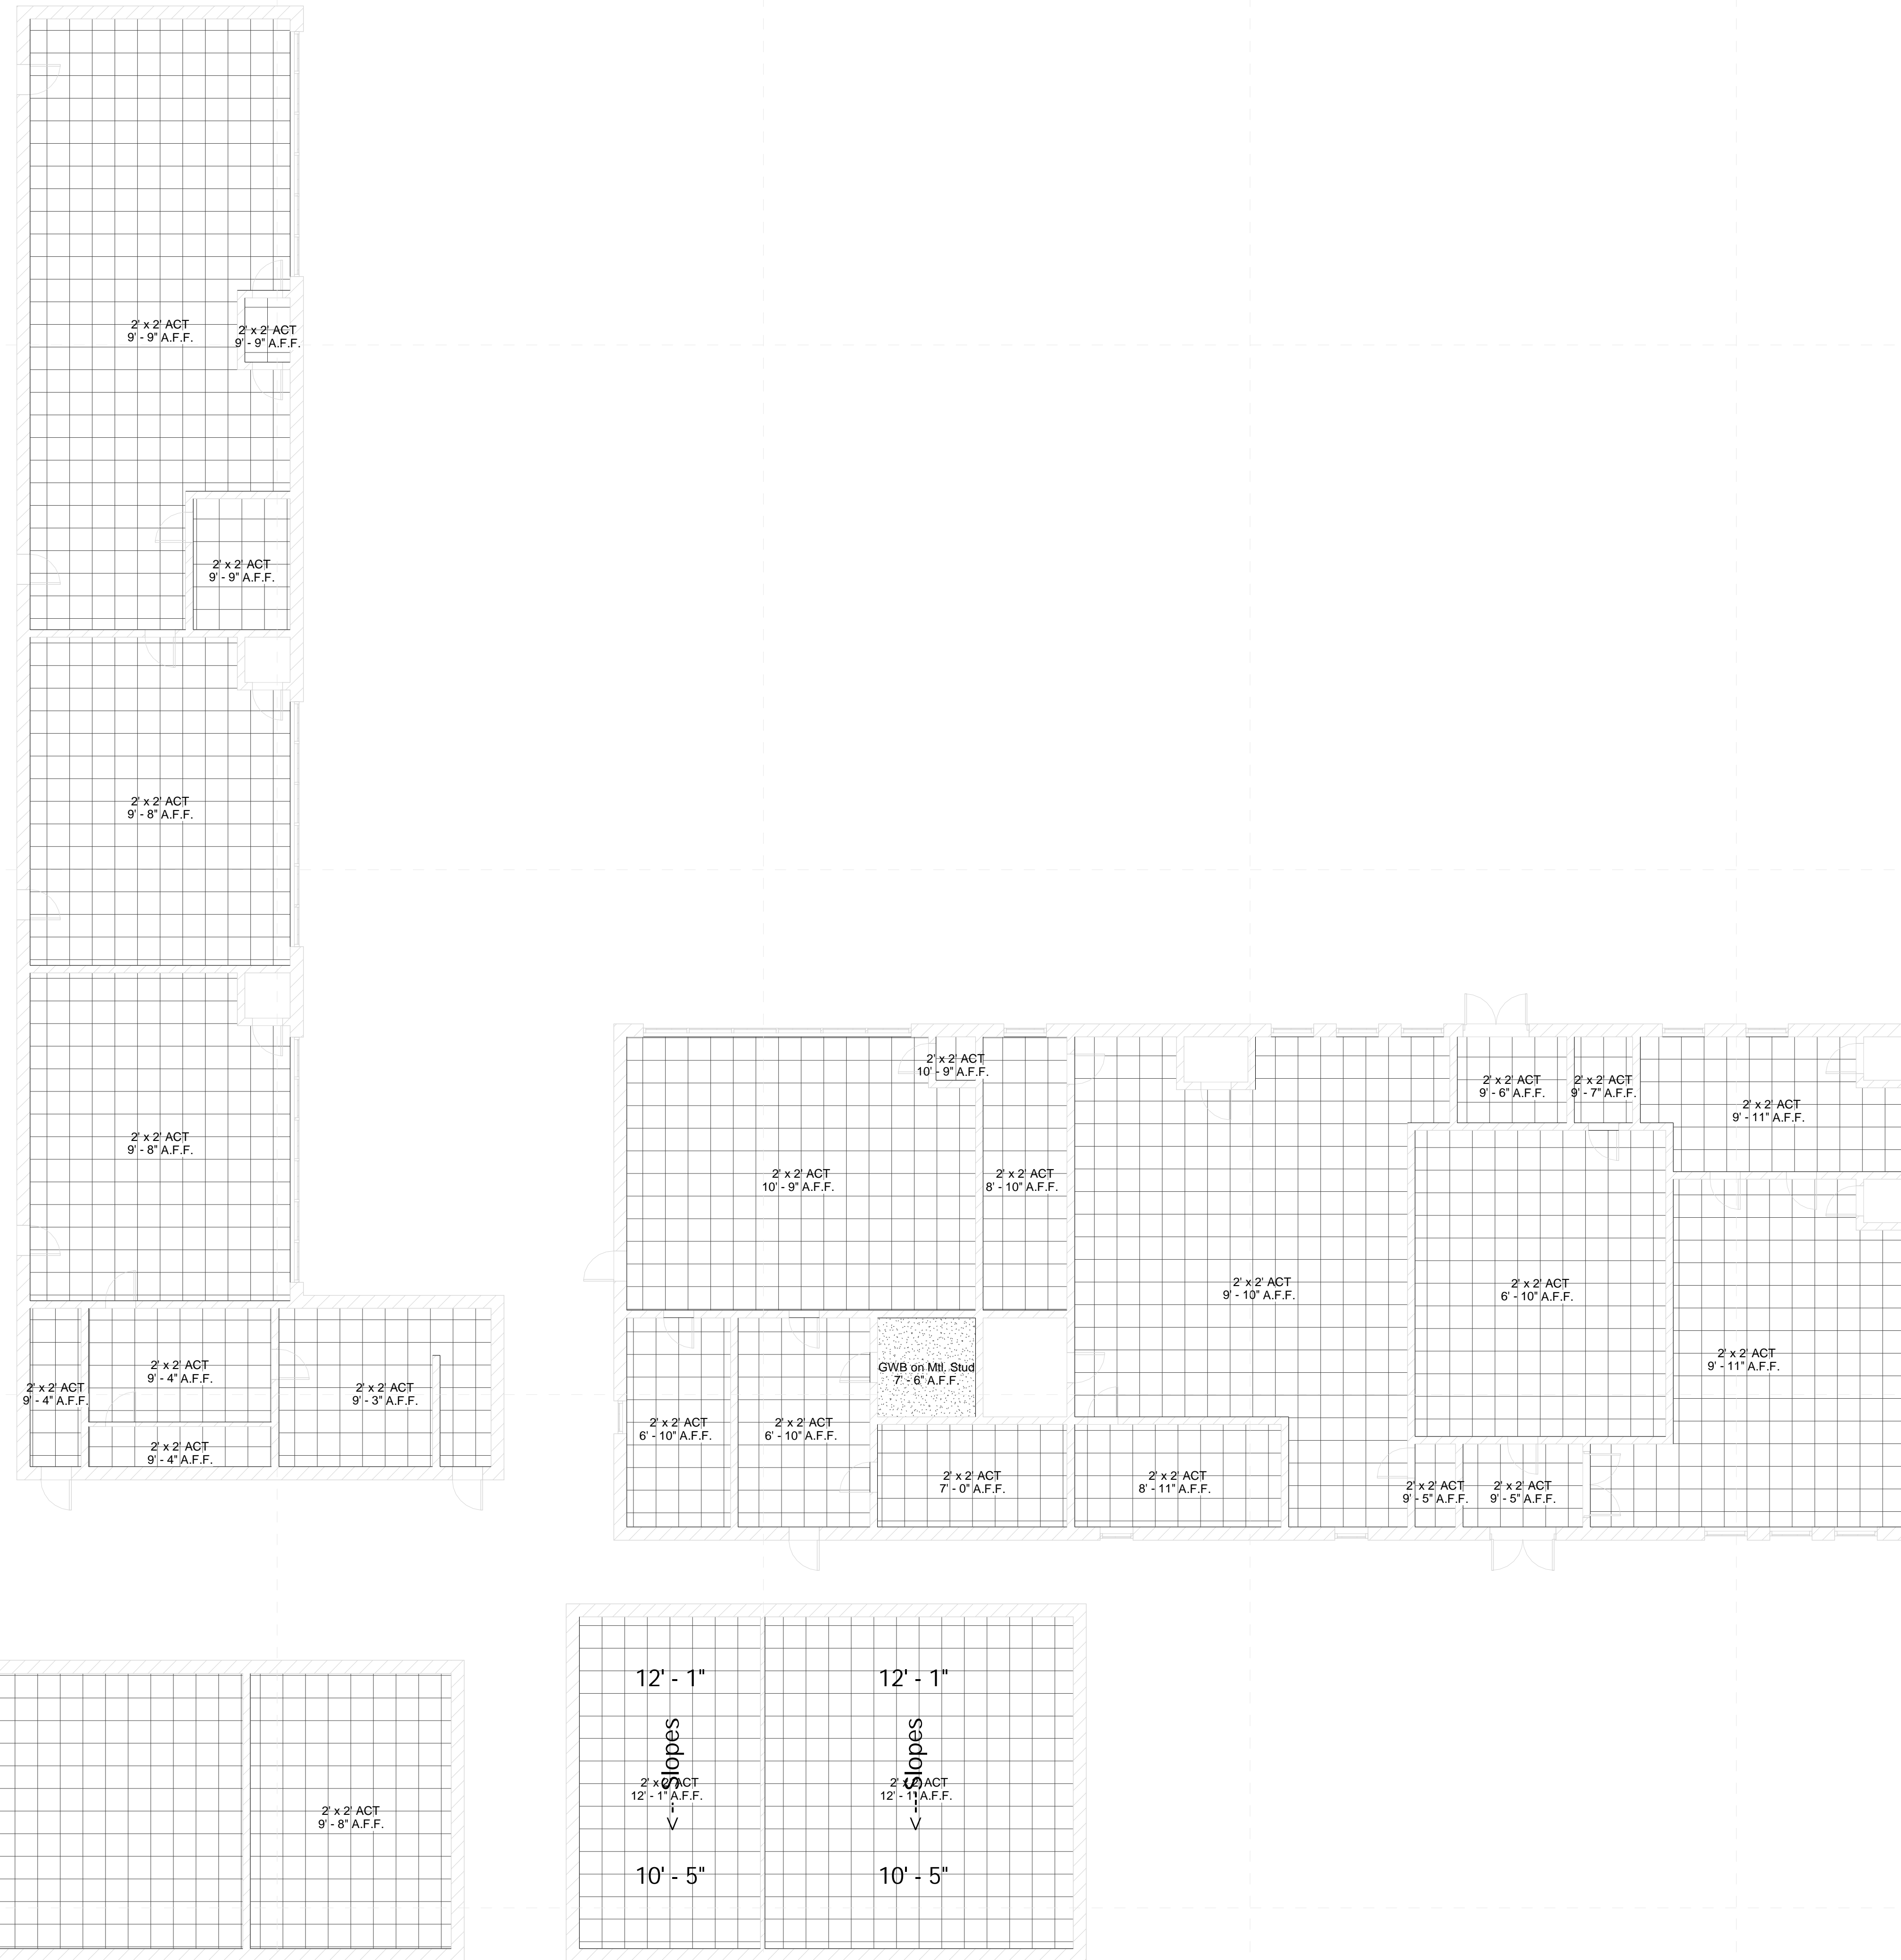 2' x 2' ACT
9' - 9" A.F.F.
2' x 2' ACT
9' - 9" A.F.F.
2' x 2' ACT
9' - 9" A.F.F.
2' x 2' ACT
9' - 8" A.F.F.
2' x 2' ACT
9' - 8" A.F.F.
2' x 2' ACT
9' - 4" A.F.F.
2' x 2' ACT
9' - 4" A.F.F.
2' x 2' ACT
9' - 3" A.F.F.
2' x 2' ACT
9' - 4" A.F.F.
2' x 2' ACT
10' - 9" A.F.F.
2' x 2' ACT
9' - 6" A.F.F.
2' x 2' ACT
9' - 7" A.F.F.
2' x 2' ACT
9' - 11" A.F.F.
2' x 2' ACT
10' - 9" A.F.F.
2' x 2' ACT
8' - 10" A.F.F.
2' x 2' ACT
9' - 10" A.F.F.
2' x 2' ACT
6' - 10" A.F.F.
2' x 2' ACT
9' - 11" A.F.F.
GWB on Mtl. Stud
7' - 6" A.F.F.
2' x 2' ACT
6' - 10" A.F.F.
2' x 2' ACT
6' - 10" A.F.F.
2' x 2' ACT
7' - 0" A.F.F.
2' x 2' ACT
8' - 11" A.F.F.
2' x 2' ACT
9' - 5" A.F.F.
2' x 2' ACT
9' - 5" A.F.F.
12' - 1"
<---Slopes
2' x 2' ACT
12' - 1" A.F.F.
10' - 5"
12' - 1"
<---Slopes
2' x 2' ACT
12' - 1" A.F.F.
10' - 5"
2' x 2' ACT
9' - 8" A.F.F.